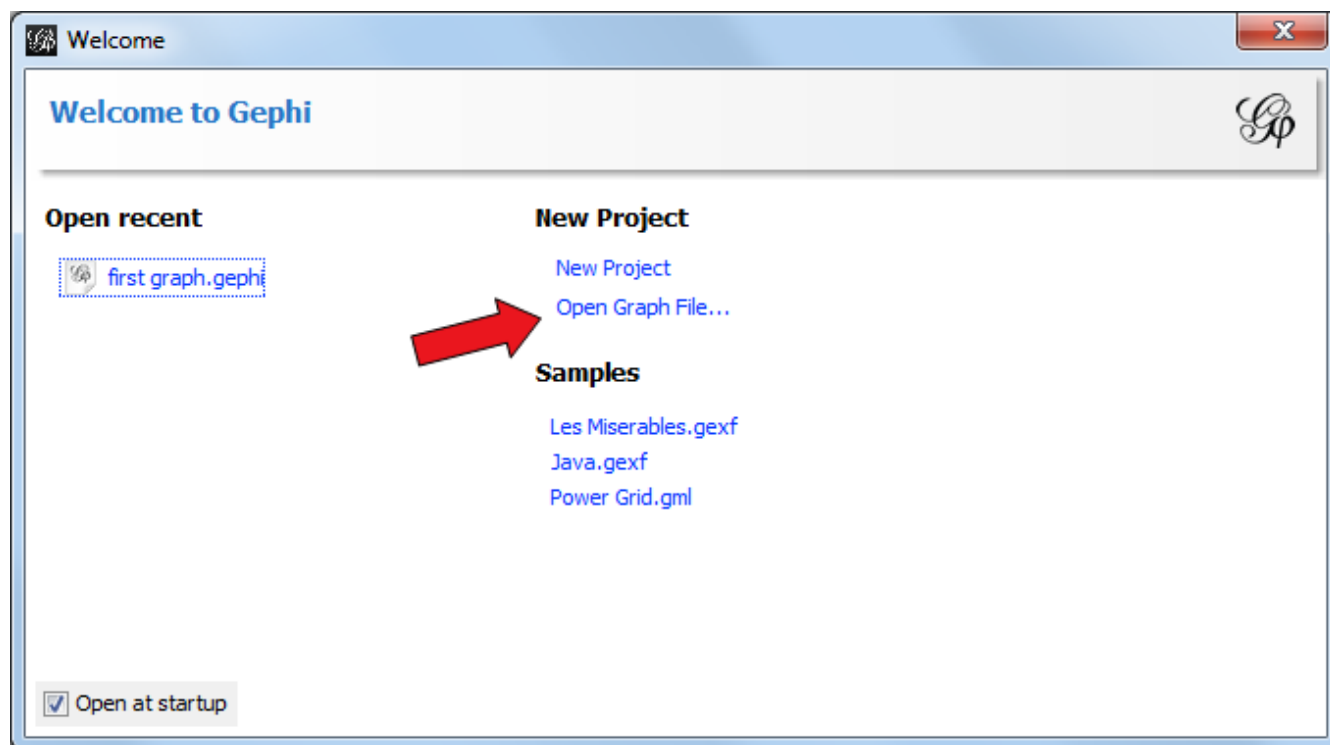 Welcome
Welcome to Gephi
Open recent
first graph.gephi
New Project
New Project
Open Graph File...
Samples
Les Miserables.gexf
Java.gexf
Power Grid.gml
Open at startup